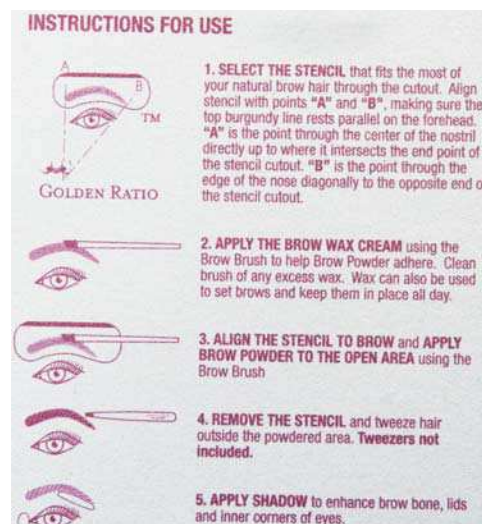 INSTRUCTIONS FOR USE
A
B
TM
GOLDEN RATIO
1. SELECT THE STENCIL that fits the most of
your natural brow hair through the cutout. Align
stencil with points "A" and "B", making sure the
top burgundy line rests parallel on the forehead.
"A" is the point through the center of the nostril
directly up to where it intersects the end point of
the stencil cutout. "B" is the point through the
edge of the nose diagonally to the opposite end o
the stencil cutout.
2. APPLY THE BROW WAX CREAM using the
Brow Brush to help Brow Powder adhere. Clean
brush of any excess wax. Wax can also be used
to set brows and keep them in place all day.
3. ALIGN THE STENCIL TO BROW and APPLY
BROW POWDER TO THE OPEN AREA using the
Brow Brush
4. REMOVE THE STENCIL and tweeze hair
outside the powdered area. Tweezers not
included.
5. APPLY SHADOW to enhance brow bone, lids
and inner corners of eyes.